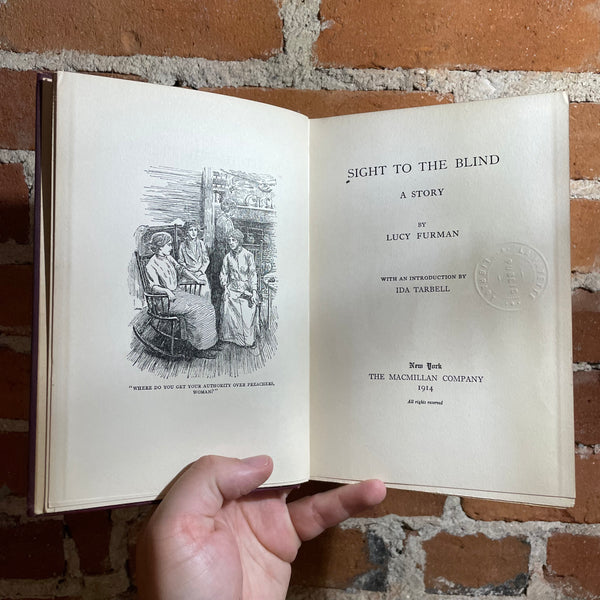 "WHERE DO YOU GET YOUR AUTHORITY OVER PREACHERS,
WOMAN?"
SIGHT TO THE BLIND
A STORY
BY
LUCY FURMAN
WITH AN INTRODUCTION BY
IDA TARBELL
New York
THE MACMILLAN COMPANY
1914
All rights reserved